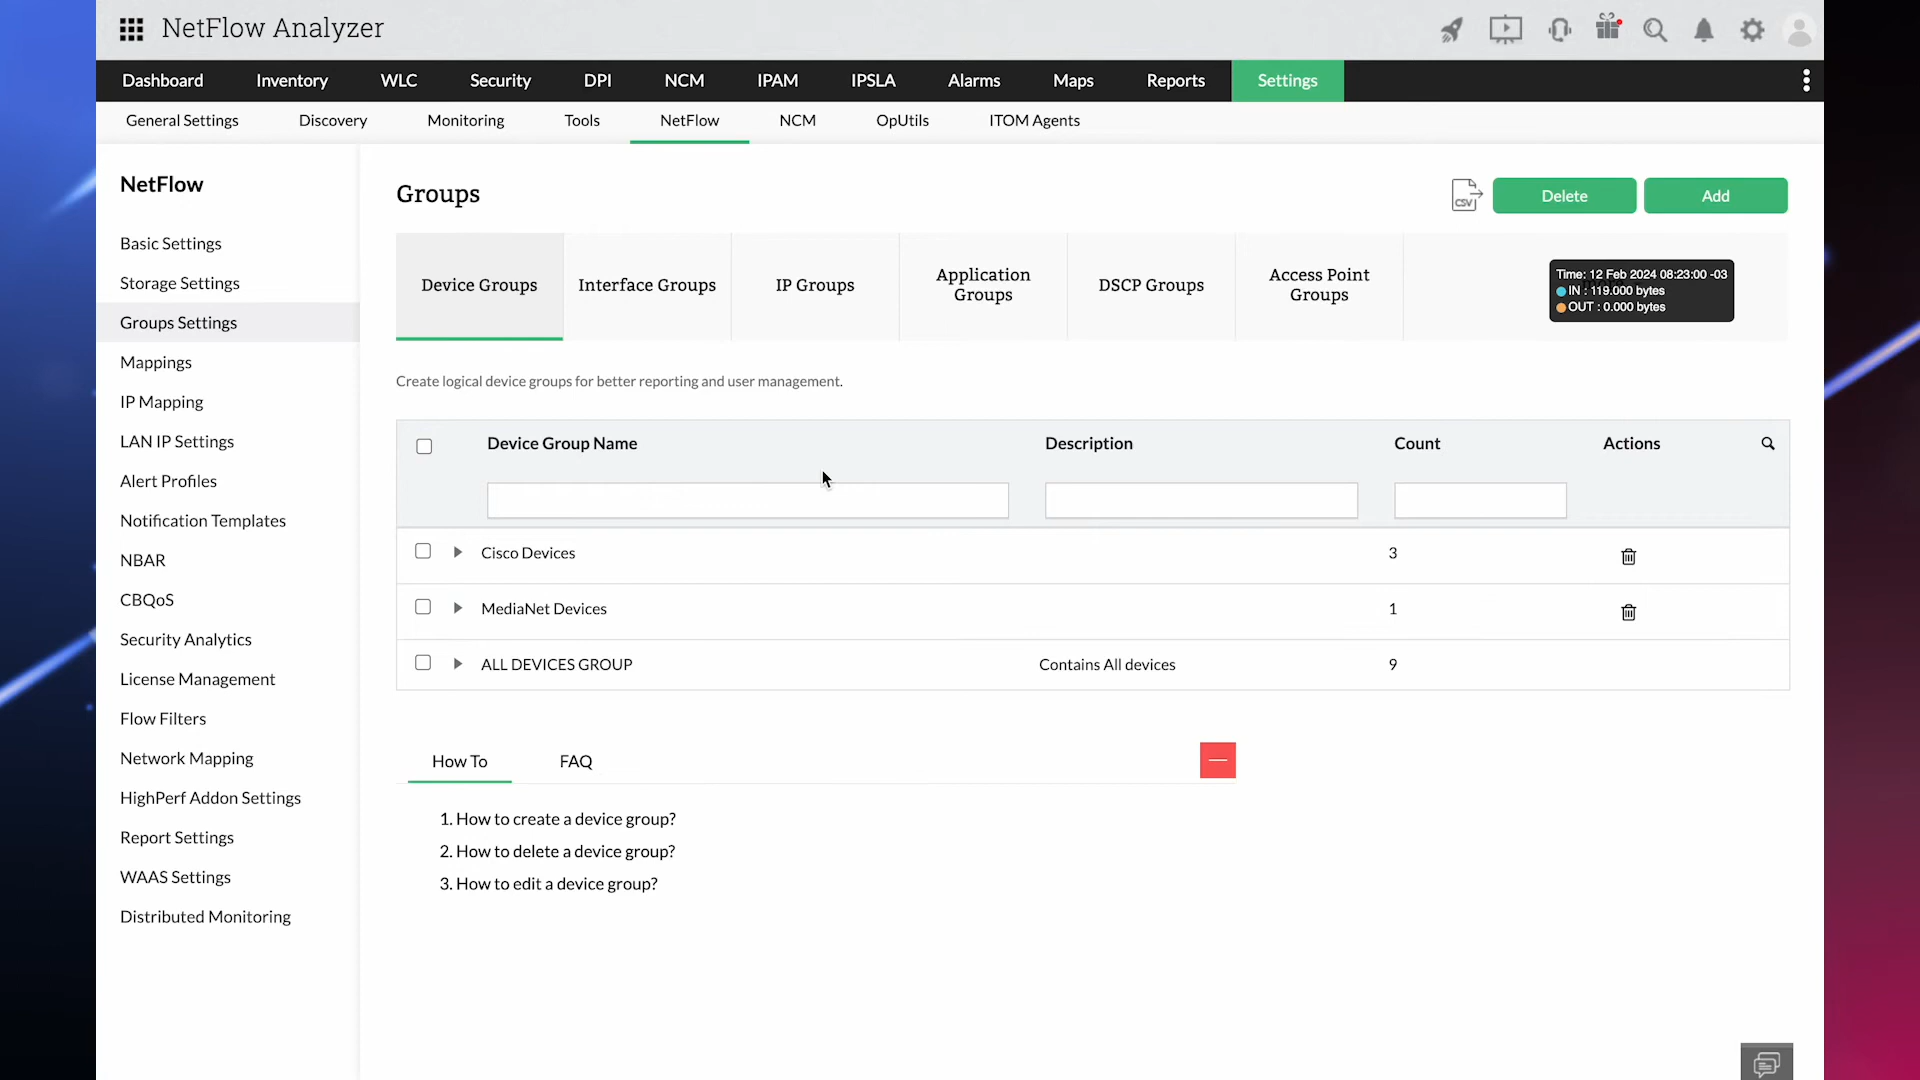 NetFlow Analyzer
Dashboard Inventory WLC Security DPI NCM IPAM IPSLA Alarms Maps Reports Settings
General Settings Discovery Monitoring Tools NetFlow NCM OpUtils ITOM Agents
NetFlow
Basic Settings
Storage Settings
Groups Settings
Mappings
IP Mapping
LAN IP Settings
Alert Profiles
Notification Templates
NBAR
CBQoS
Security Analytics
License Management
Flow Filters
Network Mapping
HighPerf Addon Settings
Report Settings
WAAS Settings
Distributed Monitoring
Groups
CSV
Delete
Add
Device Groups
Interface Groups
IP Groups
Application
Groups
DSCP Groups
Access Point
Groups
Time: 12 Feb 2024 08:23:00 -03
IN : 119.000 bytes
OUT : 0.000 bytes
Create logical device groups for better reporting and user management.
Device Group Name Description Count Actions
Cisco Devices 3
MediaNet Devices 1
ALL DEVICES GROUP Contains All devices 9
How To FAQ
1. How to create a device group?
2. How to delete a device group?
3. How to edit a device group?